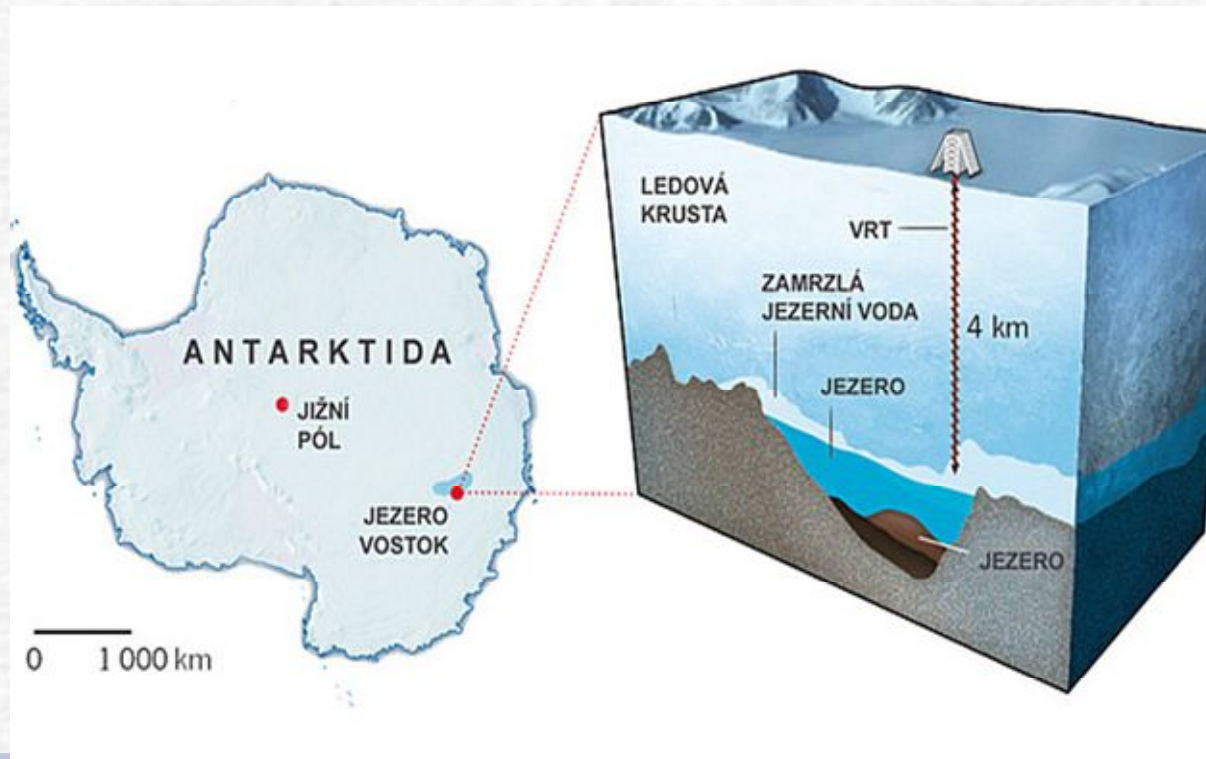 ANTARKTIDA
JIŽNÍ
PÓL
JEZERO
VOSTOK
0 1 000 km
LEDOVÁ
KRUSTA
VRT
ZAMRZLÁ
JEZERNÍ VODA
4 km
JEZERO
JEZERO